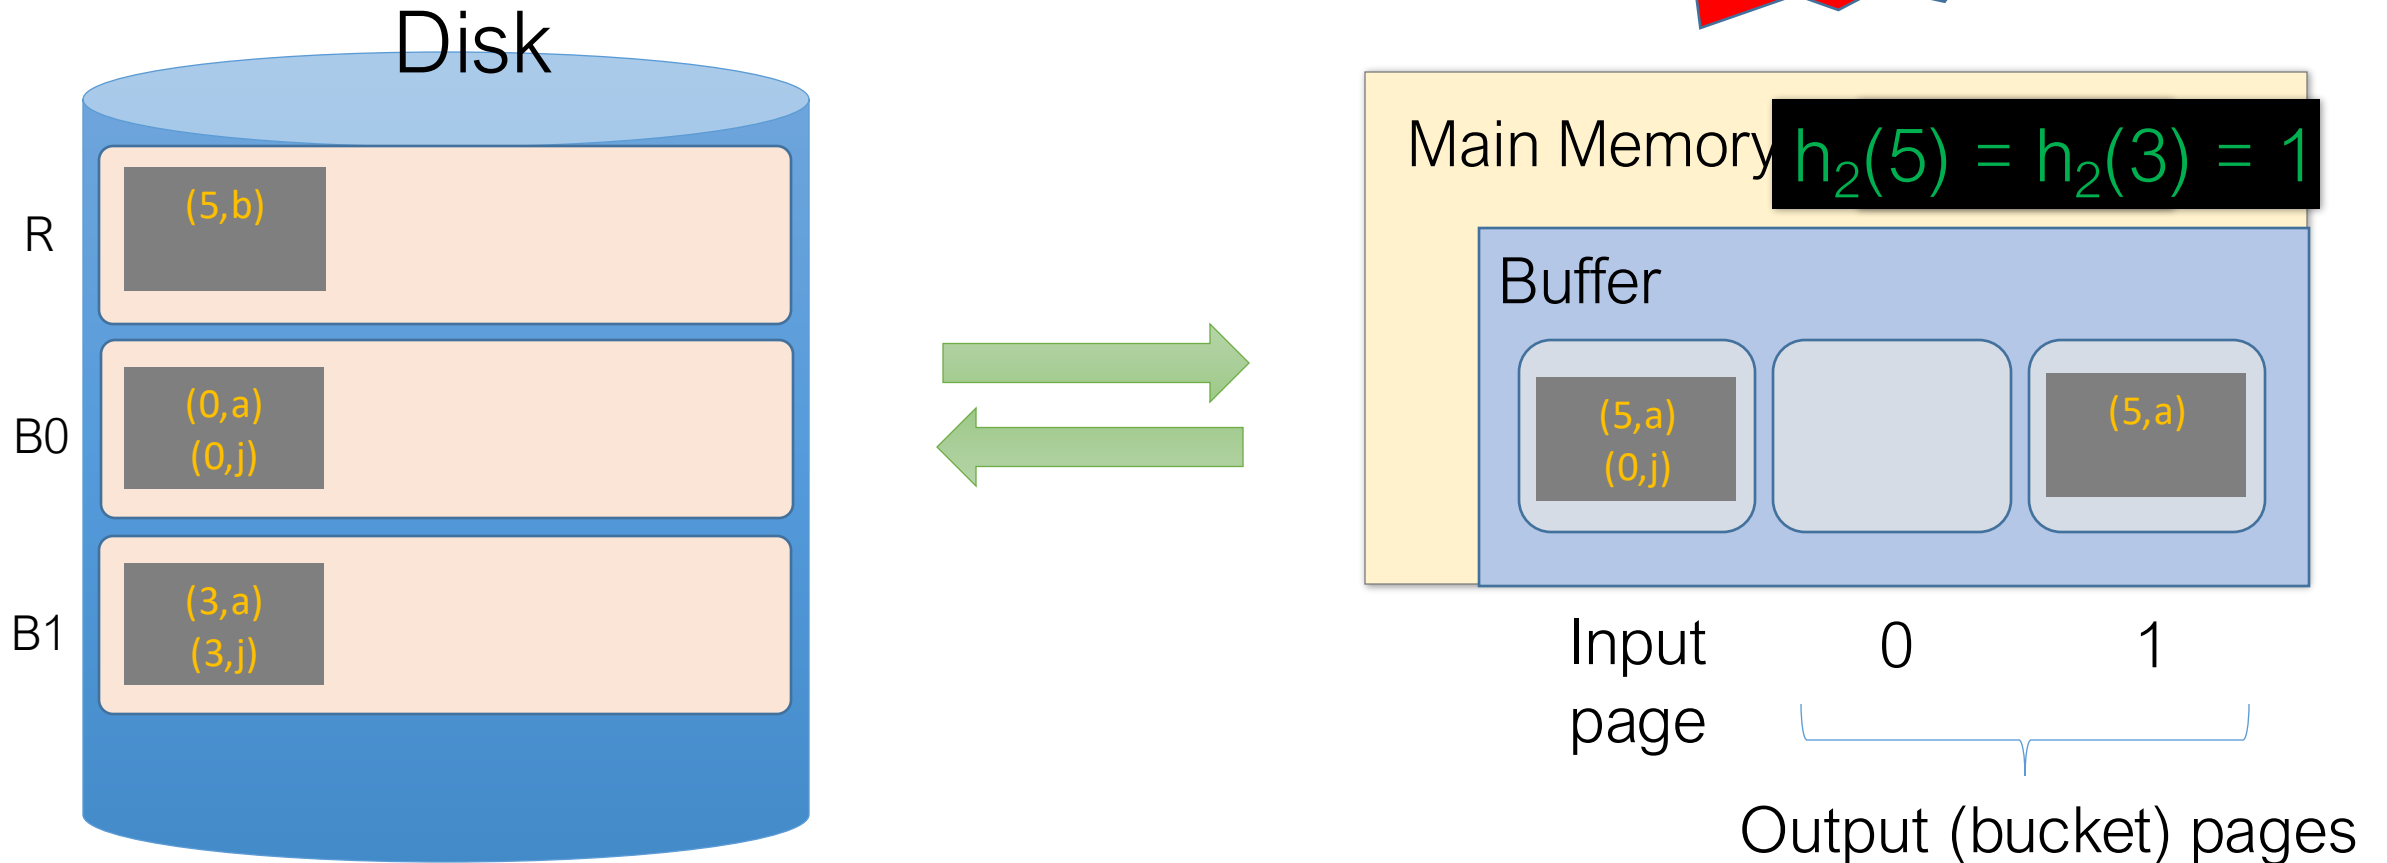 Disk
R
(5,b)
B0
(0,a)
(0,j)
B1
(3,a)
(3,j)
Main Memory
h₂(5) = h₂(3) = 1
Buffer
(5,a)
(0,j)
(5,a)
Input
page
0
1
Output (bucket) pages